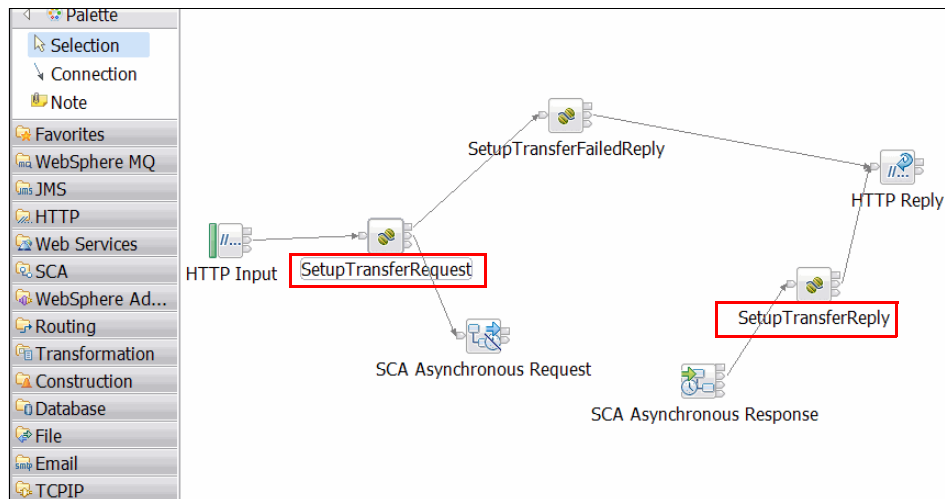 Palette
Selection
Connection
Note
Favorites
WebSphere MQ
JMS
HTTP
Web Services
SCA
WebSphere Ad...
Routing
Transformation
Construction
Database
File
Email
TCPIP
SetupTransferFailedReply
HTTP Reply
HTTP Input
SetupTransferRequest
SetupTransferReply
SCA Asynchronous Request
SCA Asynchronous Response